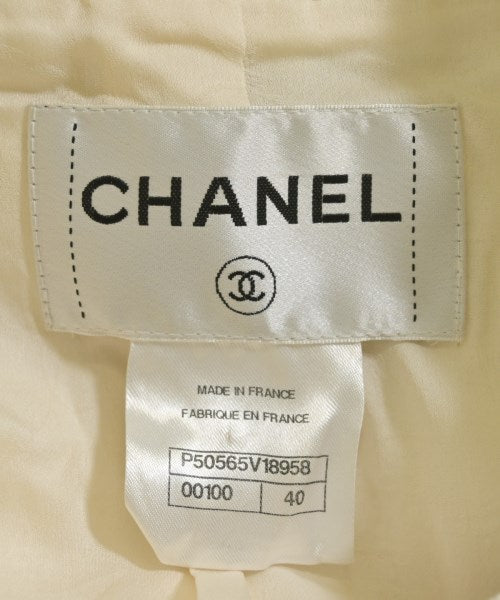 CHANEL
MADE IN FRANCE
FABRIQUE EN FRANCE
P50565V18958
00100 40